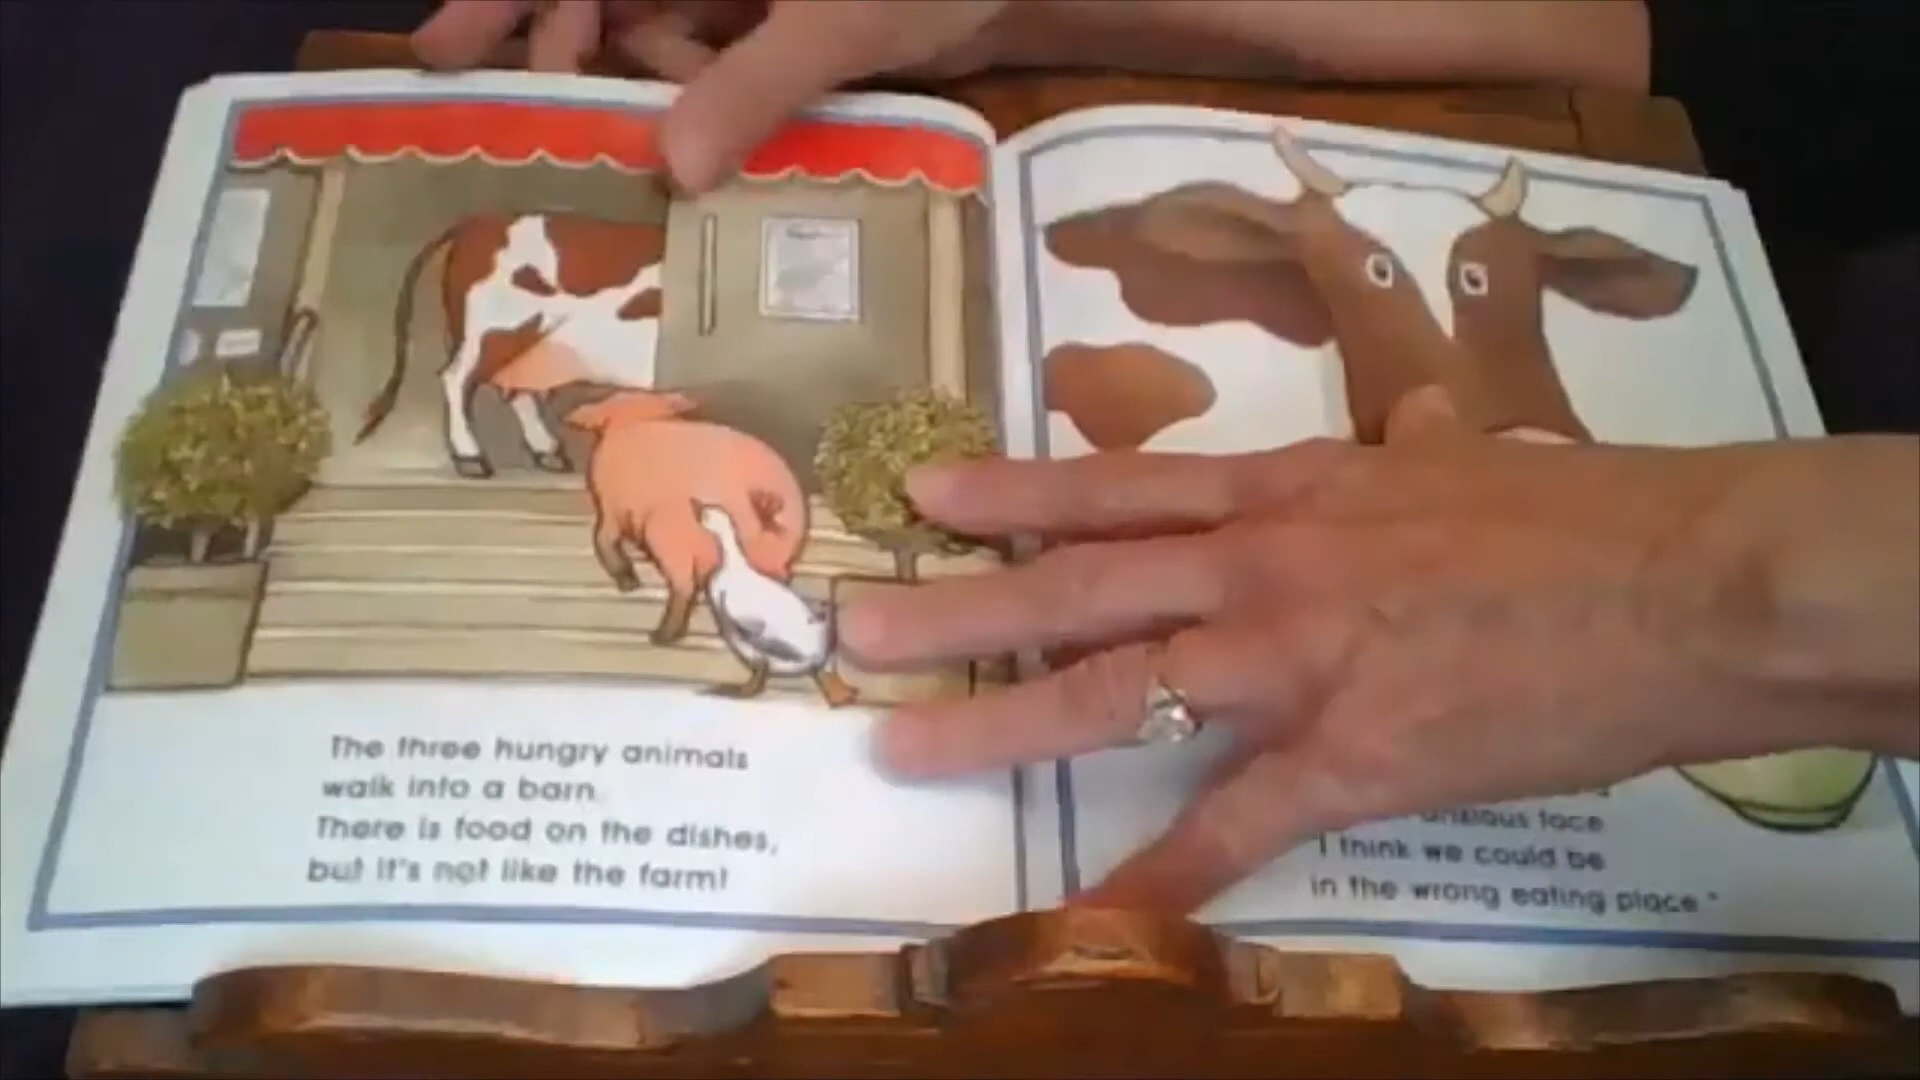 The three hungry animals
walk into a barn.
There is food on the dishes,
but it's not like the farm!
anxious face
"I think we could be
in the wrong eating place."